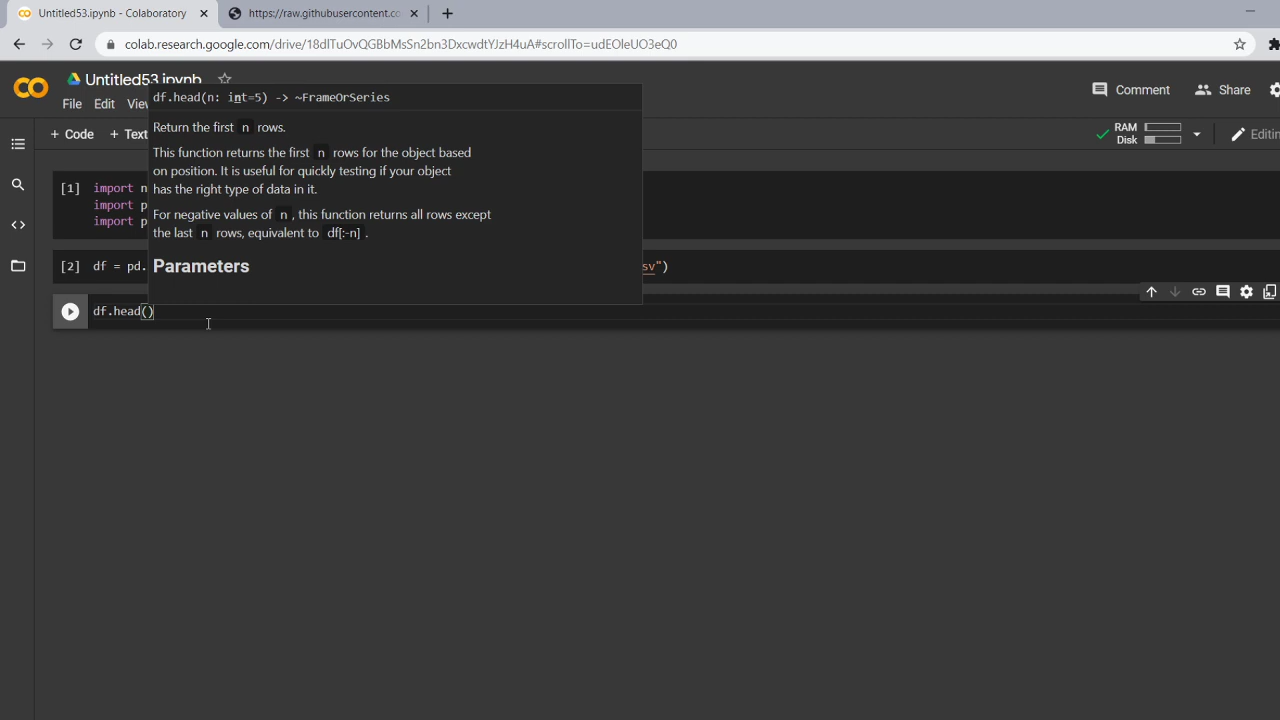 Untitled53.ipynb - Colaboratory
https://raw.githubusercontent.cc
colab.research.google.com/drive/18dlTuOvQGBbMsSn2bn3DxcwdtYJzH4uA#scrollTo=udEOleUO3eQ0
Untitled53.ipynb
File Edit
Comment Share
df.head(n: int=5) -> ~FrameOrSeries
+ Code + Text
RAM
Disk
Return the first n rows.
This function returns the first n rows for the object based
on position. It is useful for quickly testing if your object
has the right type of data in it.
For negative values of n , this function returns all rows except
the last n rows, equivalent to df[:-n] .
Parameters
[1] import n
import p
import p
[2] df = pd. sv")
df.head()